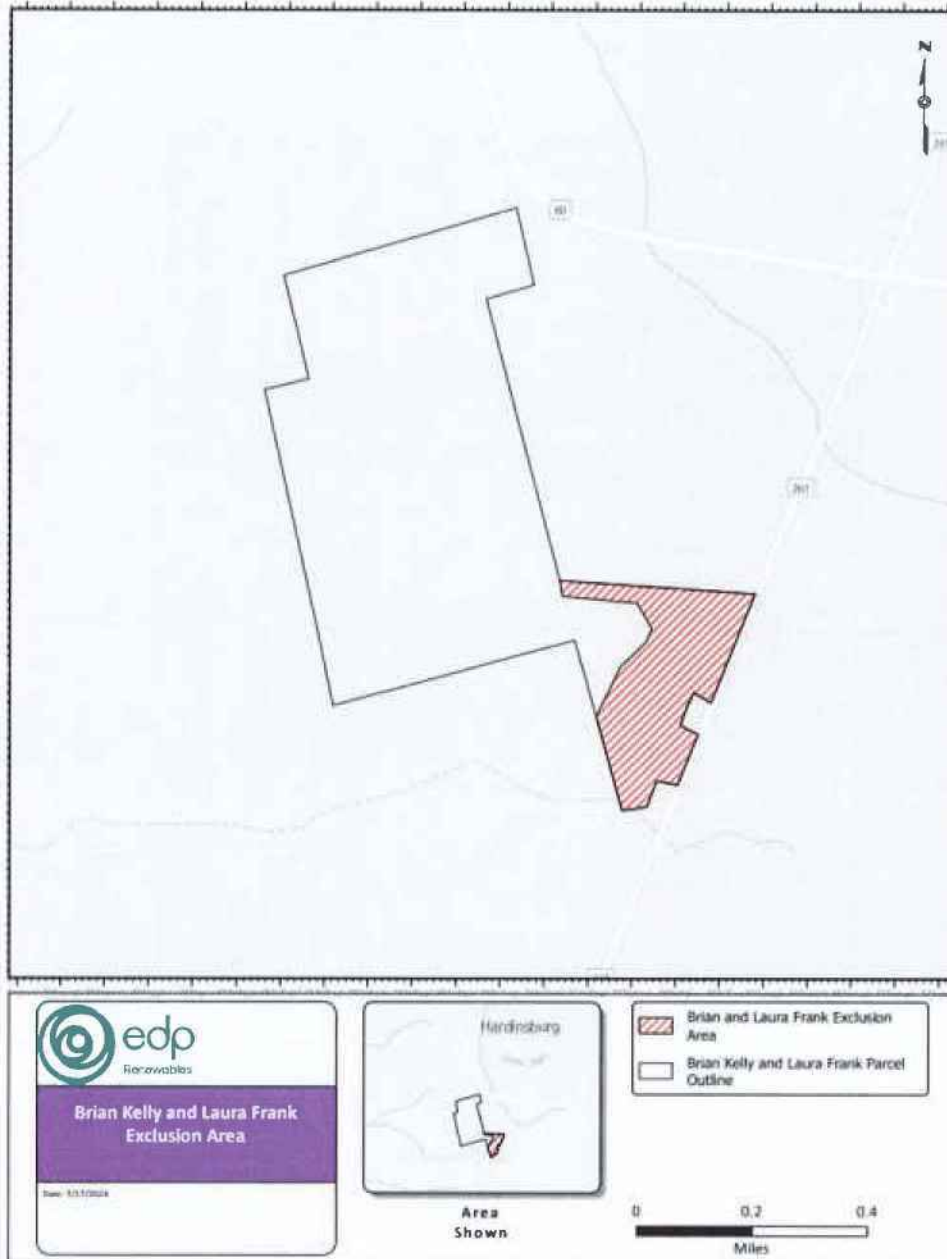 N
60
261
edp
Renewables
Brian Kelly and Laura Frank
Exclusion Area
Hardinsburg
Area
Shown
Brian and Laura Frank Exclusion
Area
Brian Kelly and Laura Frank Parcel
Outline
0 0.2 0.4
Miles